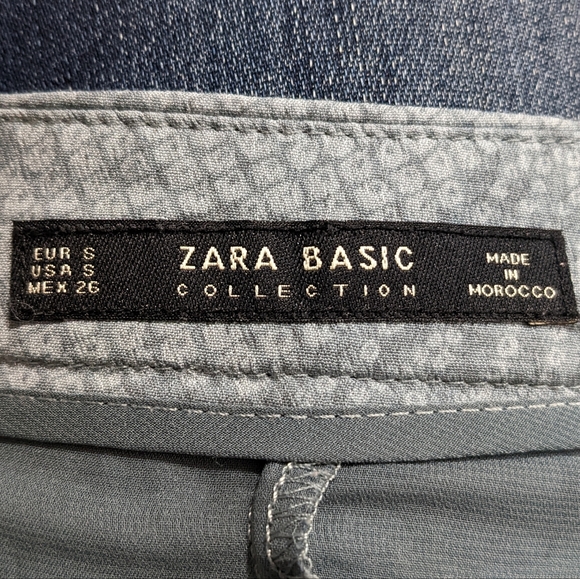 EUR S
USA S
MEX 26
ZARA BASIC
COLLECTION
MADE
IN
MOROCCO